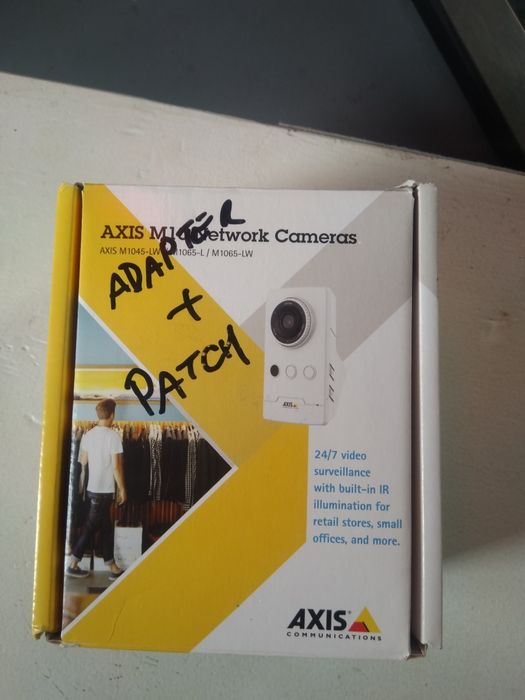 AXIS M10 Network Cameras
AXIS M1045-LW / M1065-L / M1065-LW
ADAPTER
+
PATCH
AXIS
24/7 video
surveillance
with built-in IR
illumination for
retail stores, small
offices, and more.
AXIS
COMMUNICATIONS